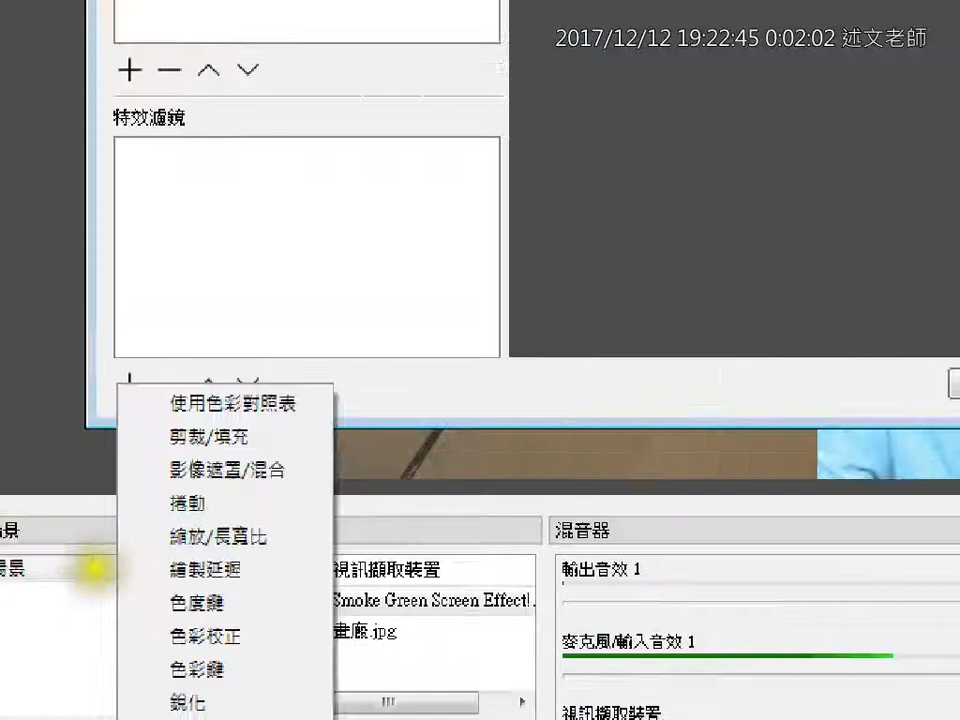 2017/12/12 19:22:45 0:02:02 述文老師
特效濾鏡
使用色彩對照表
剪裁/填充
影像遮罩/混合
捲動
縮放/長寬比
繪製延遲
色度鍵
色彩校正
色彩鍵
銳化
景
場景
視訊擷取裝置
Smoke Green Screen Effect!.
畫廊.jpg
混音器
輸出音效 1
麥克風/輸入音效 1
視訊擷取裝置